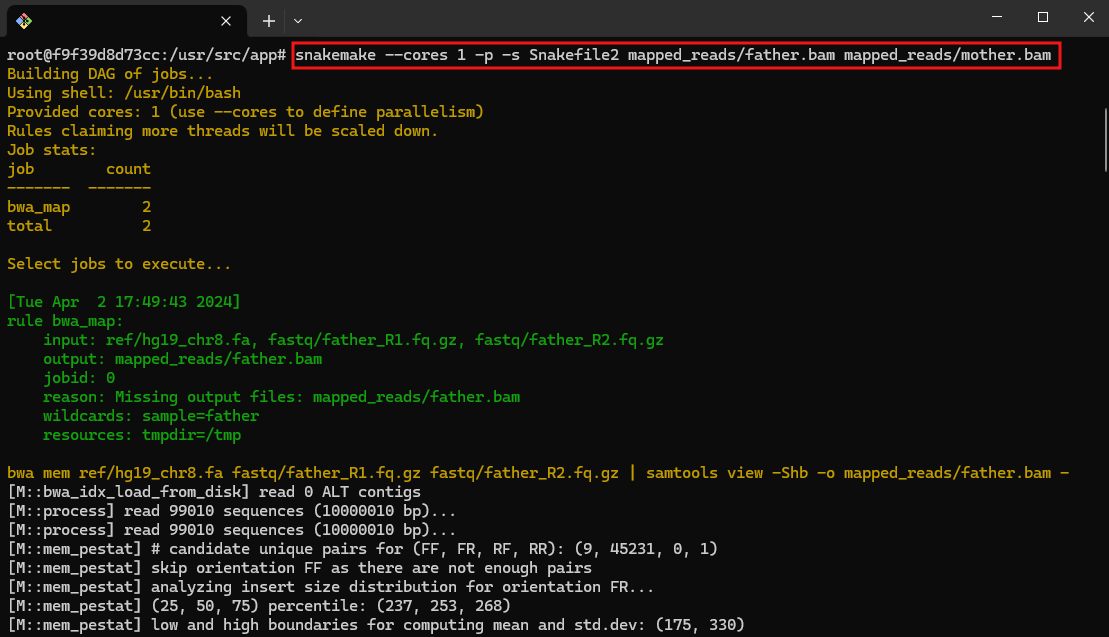 root@f9f39d8d73cc:/usr/src/app# snakemake --cores 1 -p -s Snakefile2 mapped_reads/father.bam mapped_reads/mother.bam
Building DAG of jobs...
Using shell: /usr/bin/bash
Provided cores: 1 (use --cores to define parallelism)
Rules claiming more threads will be scaled down.
Job stats:
job        count
-------  -------
bwa_map        2
total          2
Select jobs to execute...
[Tue Apr  2 17:49:43 2024]
rule bwa_map:
    input: ref/hg19_chr8.fa, fastq/father_R1.fq.gz, fastq/father_R2.fq.gz
    output: mapped_reads/father.bam
    jobid: 0
    reason: Missing output files: mapped_reads/father.bam
    wildcards: sample=father
    resources: tmpdir=/tmp
bwa mem ref/hg19_chr8.fa fastq/father_R1.fq.gz fastq/father_R2.fq.gz | samtools view -Shb -o mapped_reads/father.bam -
[M::bwa_idx_load_from_disk] read 0 ALT contigs
[M::process] read 99010 sequences (10000010 bp)...
[M::process] read 99010 sequences (10000010 bp)...
[M::mem_pestat] # candidate unique pairs for (FF, FR, RF, RR): (9, 45231, 0, 1)
[M::mem_pestat] skip orientation FF as there are not enough pairs
[M::mem_pestat] analyzing insert size distribution for orientation FR...
[M::mem_pestat] (25, 50, 75) percentile: (237, 253, 268)
[M::mem_pestat] low and high boundaries for computing mean and std.dev: (175, 330)